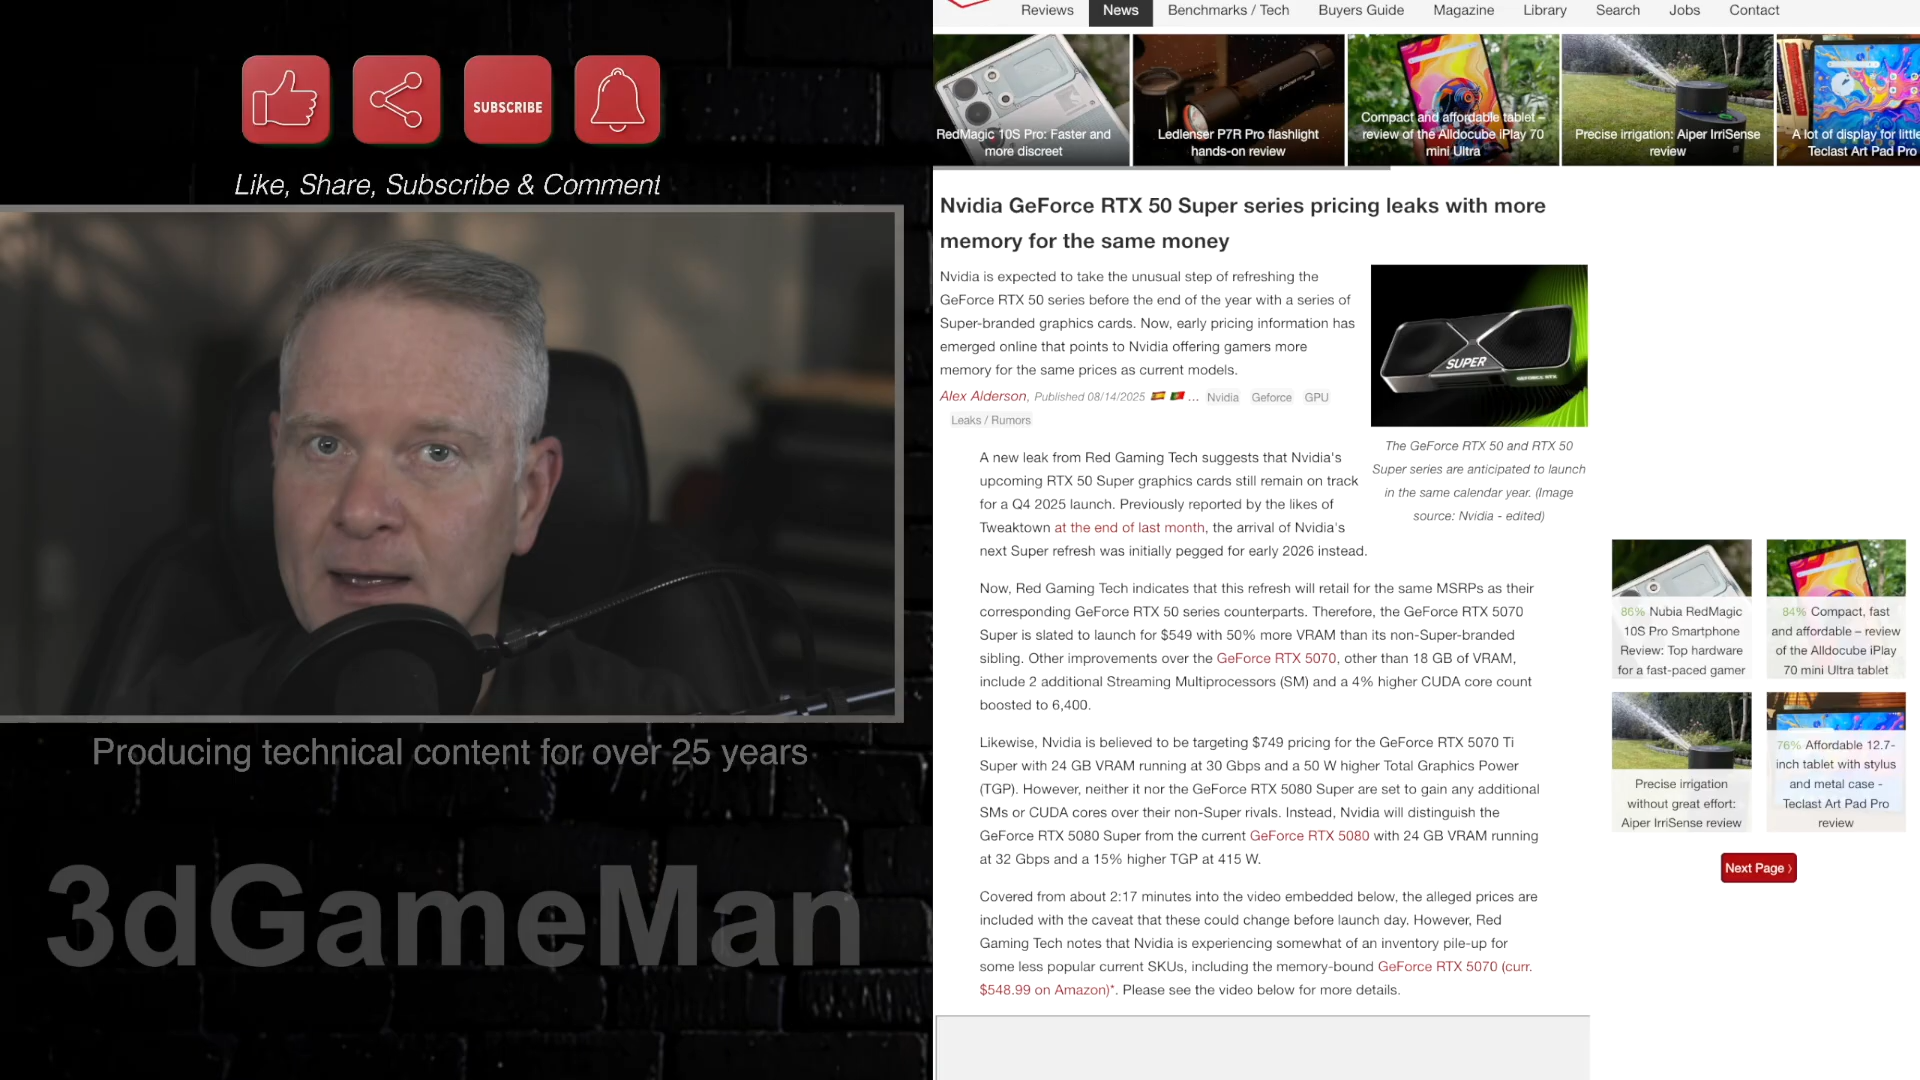 SUBSCRIBE
Like, Share, Subscribe & Comment
Producing technical content for over 25 years
3dGameMan
Reviews News Benchmarks / Tech Buyers Guide Magazine Library Search Jobs Contact
RedMagic 10S Pro: Faster and
more discreet
Ledlenser P7R Pro flashlight
hands-on review
Compact and affordable tablet –
review of the Alldocube iPlay 70
mini Ultra
Precise irrigation: Aiper IrriSense
review
A lot of display for little
Teclast Art Pad Pro
Nvidia GeForce RTX 50 Super series pricing leaks with more
memory for the same money
Nvidia is expected to take the unusual step of refreshing the
GeForce RTX 50 series before the end of the year with a series of
Super-branded graphics cards. Now, early pricing information has
emerged online that points to Nvidia offering gamers more
memory for the same prices as current models.
Alex Alderson, Published 08/14/2025 ... Nvidia Geforce GPU
Leaks / Rumors
SUPER
GEFORCE RTX
The GeForce RTX 50 and RTX 50
Super series are anticipated to launch
in the same calendar year. (Image
source: Nvidia - edited)
A new leak from Red Gaming Tech suggests that Nvidia's
upcoming RTX 50 Super graphics cards still remain on track
for a Q4 2025 launch. Previously reported by the likes of
Tweaktown at the end of last month, the arrival of Nvidia's
next Super refresh was initially pegged for early 2026 instead.
Now, Red Gaming Tech indicates that this refresh will retail for the same MSRPs as their
corresponding GeForce RTX 50 series counterparts. Therefore, the GeForce RTX 5070
Super is slated to launch for $549 with 50% more VRAM than its non-Super-branded
sibling. Other improvements over the GeForce RTX 5070, other than 18 GB of VRAM,
include 2 additional Streaming Multiprocessors (SM) and a 4% higher CUDA core count
boosted to 6,400.
Likewise, Nvidia is believed to be targeting $749 pricing for the GeForce RTX 5070 Ti
Super with 24 GB VRAM running at 30 Gbps and a 50 W higher Total Graphics Power
(TGP). However, neither it nor the GeForce RTX 5080 Super are set to gain any additional
SMs or CUDA cores over their non-Super rivals. Instead, Nvidia will distinguish the
GeForce RTX 5080 Super from the current GeForce RTX 5080 with 24 GB VRAM running
at 32 Gbps and a 15% higher TGP at 415 W.
Covered from about 2:17 minutes into the video embedded below, the alleged prices are
included with the caveat that these could change before launch day. However, Red
Gaming Tech notes that Nvidia is experiencing somewhat of an inventory pile-up for
some less popular current SKUs, including the memory-bound GeForce RTX 5070 (curr.
$548.99 on Amazon)*. Please see the video below for more details.
86% Nubia RedMagic
10S Pro Smartphone
Review: Top hardware
for a fast-paced gamer
84% Compact, fast
and affordable – review
of the Alldocube iPlay
70 mini Ultra tablet
Precise irrigation
without great effort:
Aiper IrriSense review
76% Affordable 12.7-
inch tablet with stylus
and metal case -
Teclast Art Pad Pro
review
Next Page ›